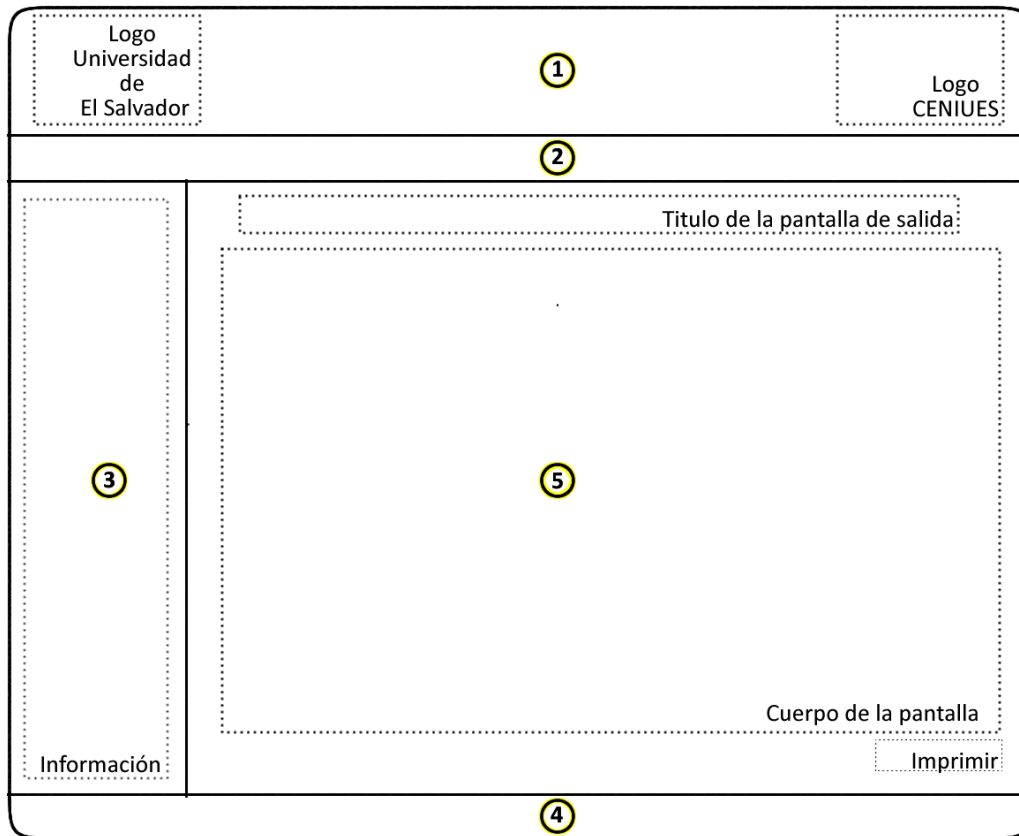 Logo
Universidad
de
El Salvador
1
Logo
CENIUES
2
Titulo de la pantalla de salida
3
5
Cuerpo de la pantalla
Información
Imprimir
4